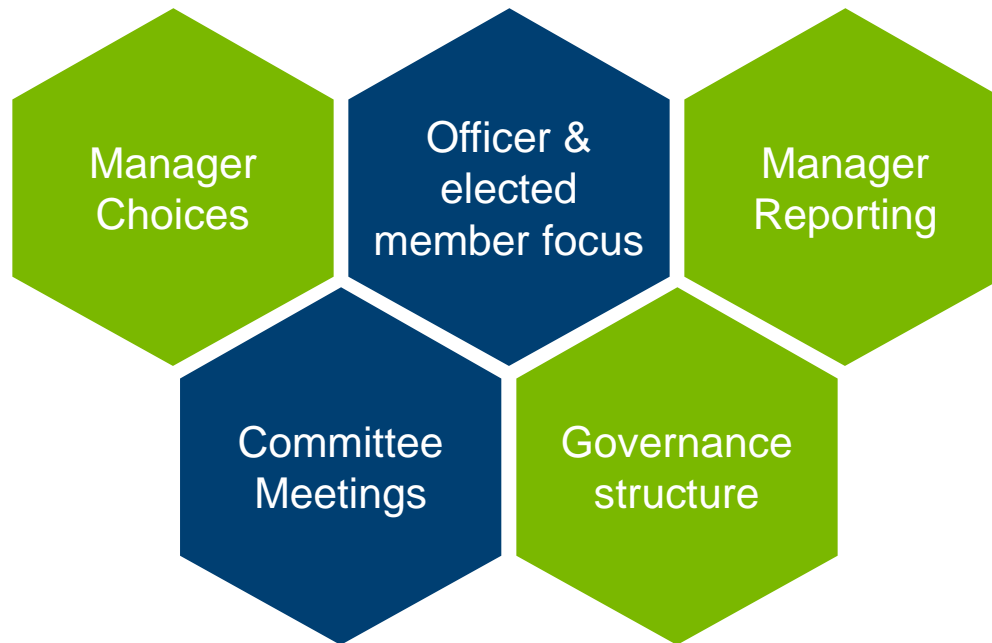 Manager
Choices
Officer &
elected
member focus
Manager
Reporting
Committee
Meetings
Governance
structure